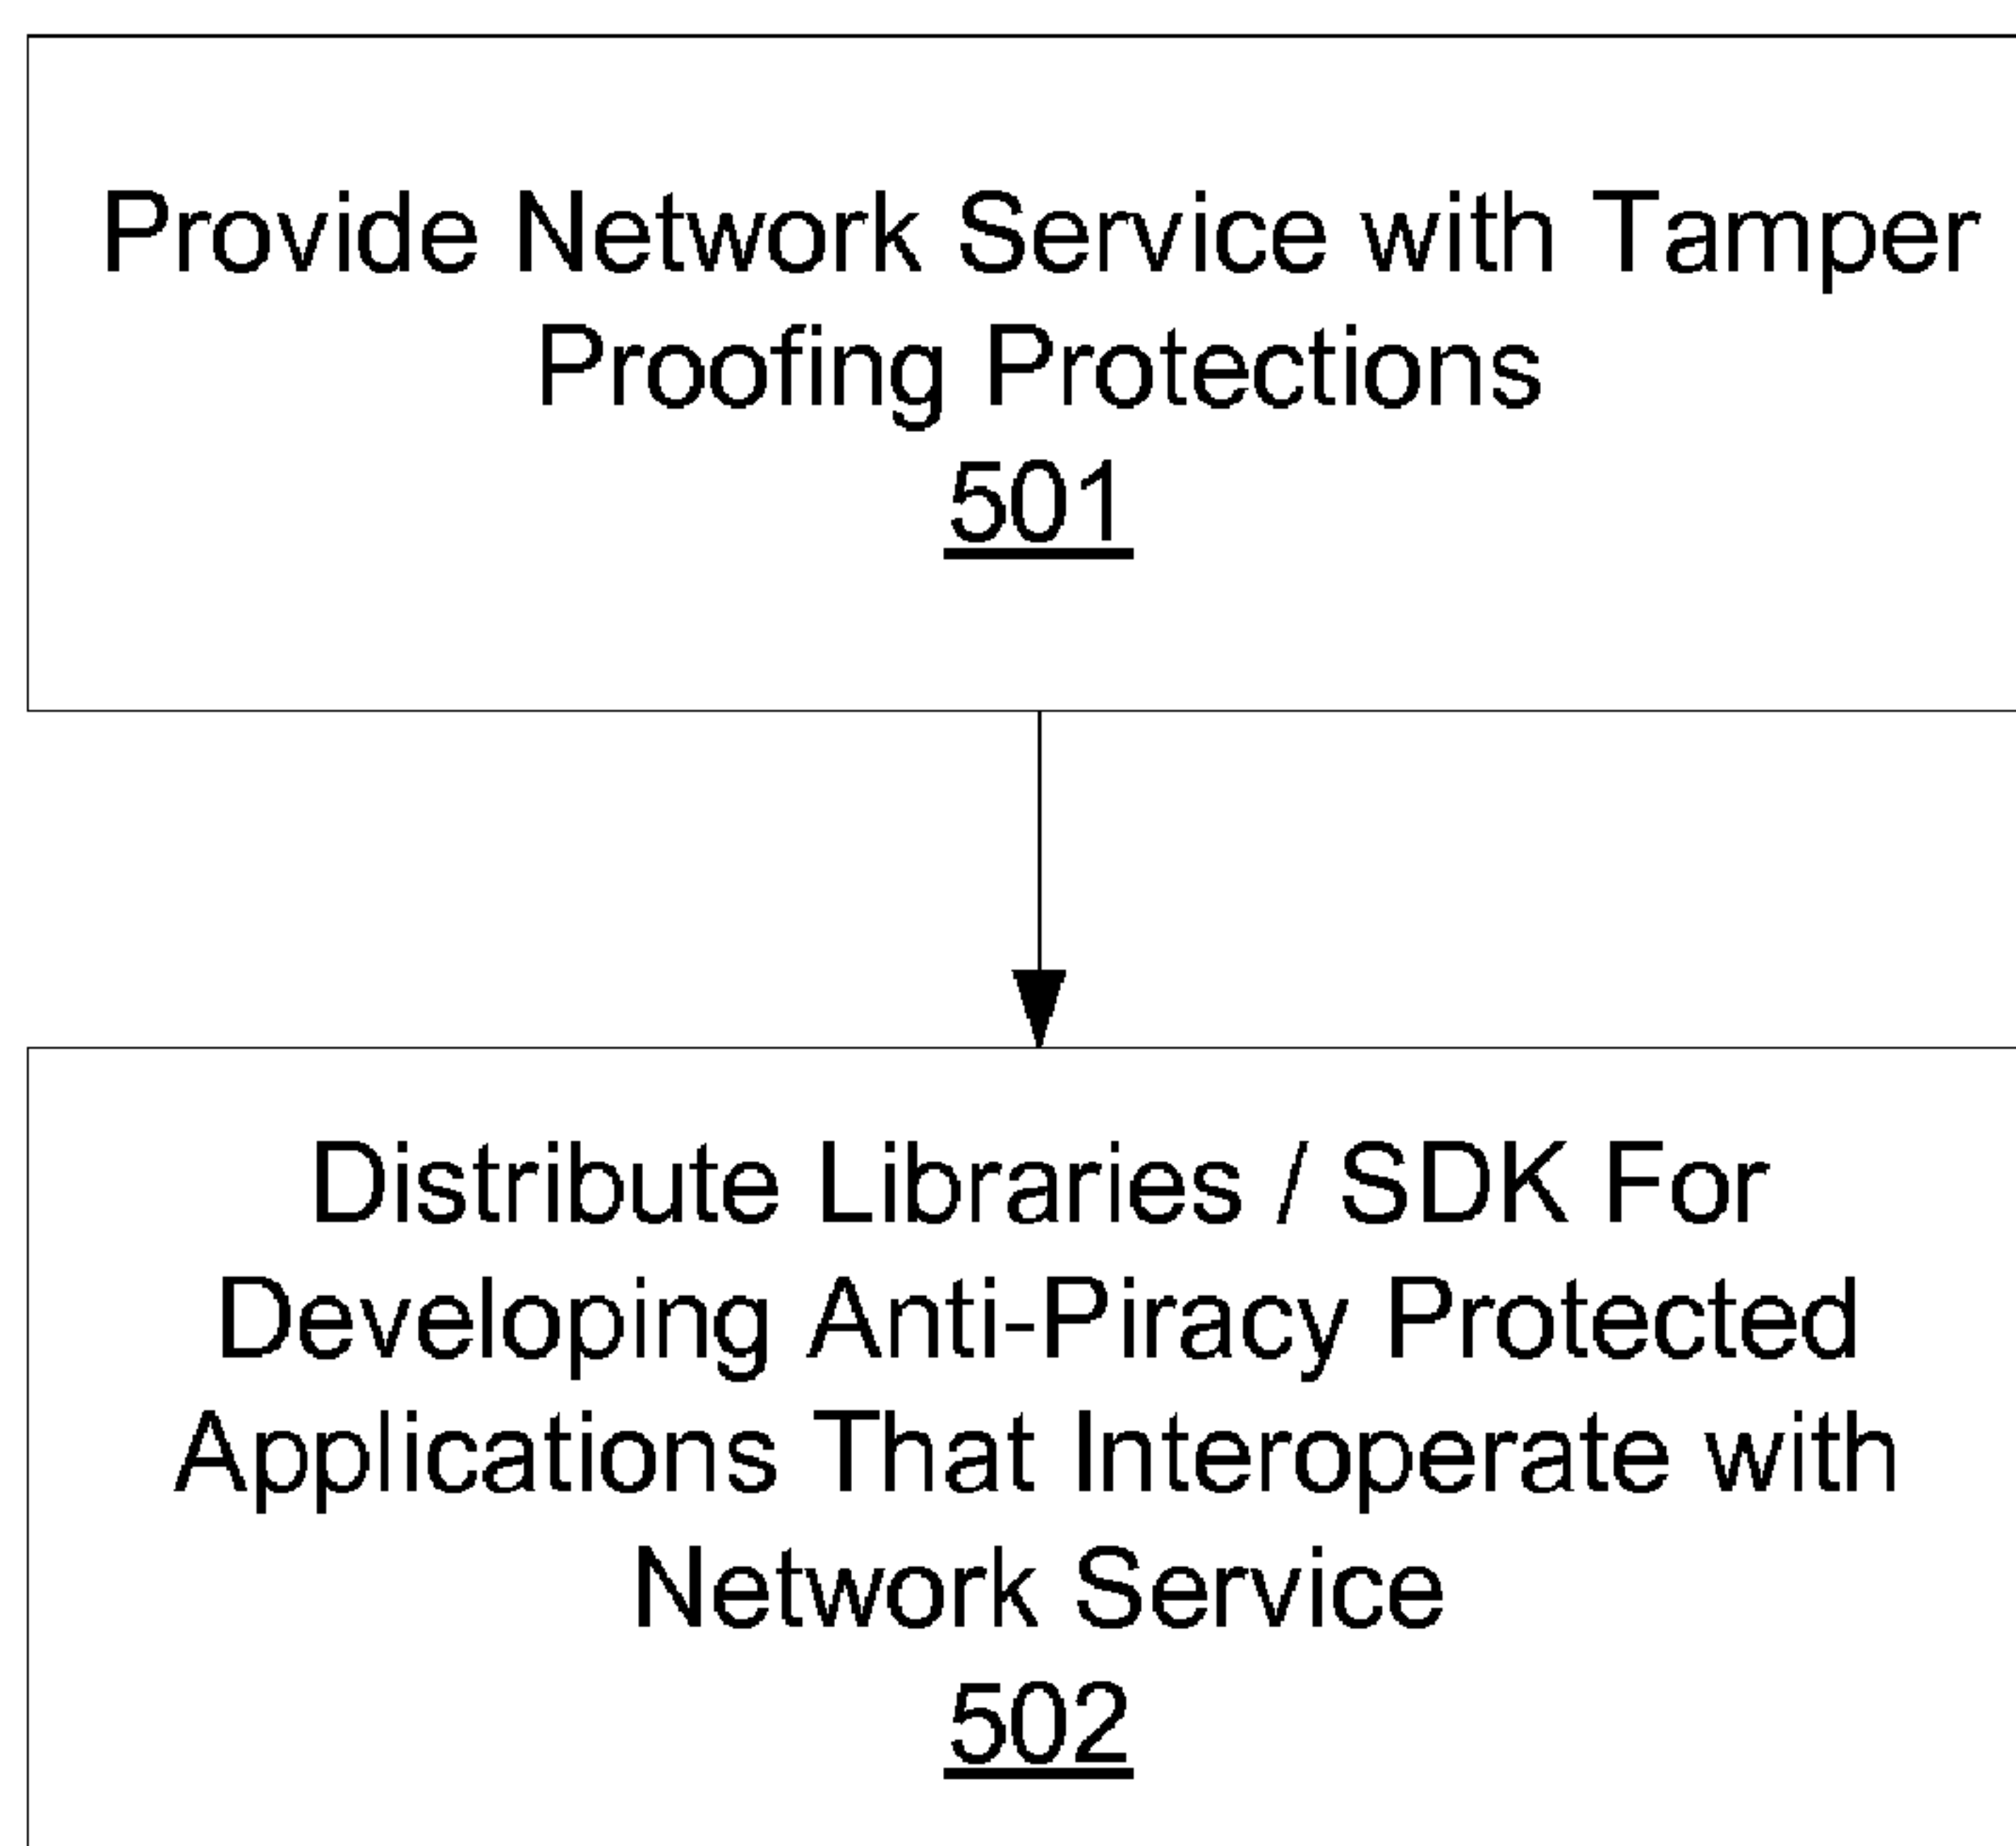 Provide Network Service with Tamper
Proofing Protections
501
Distribute Libraries / SDK For
Developing Anti-Piracy Protected
Applications That Interoperate with
Network Service
502